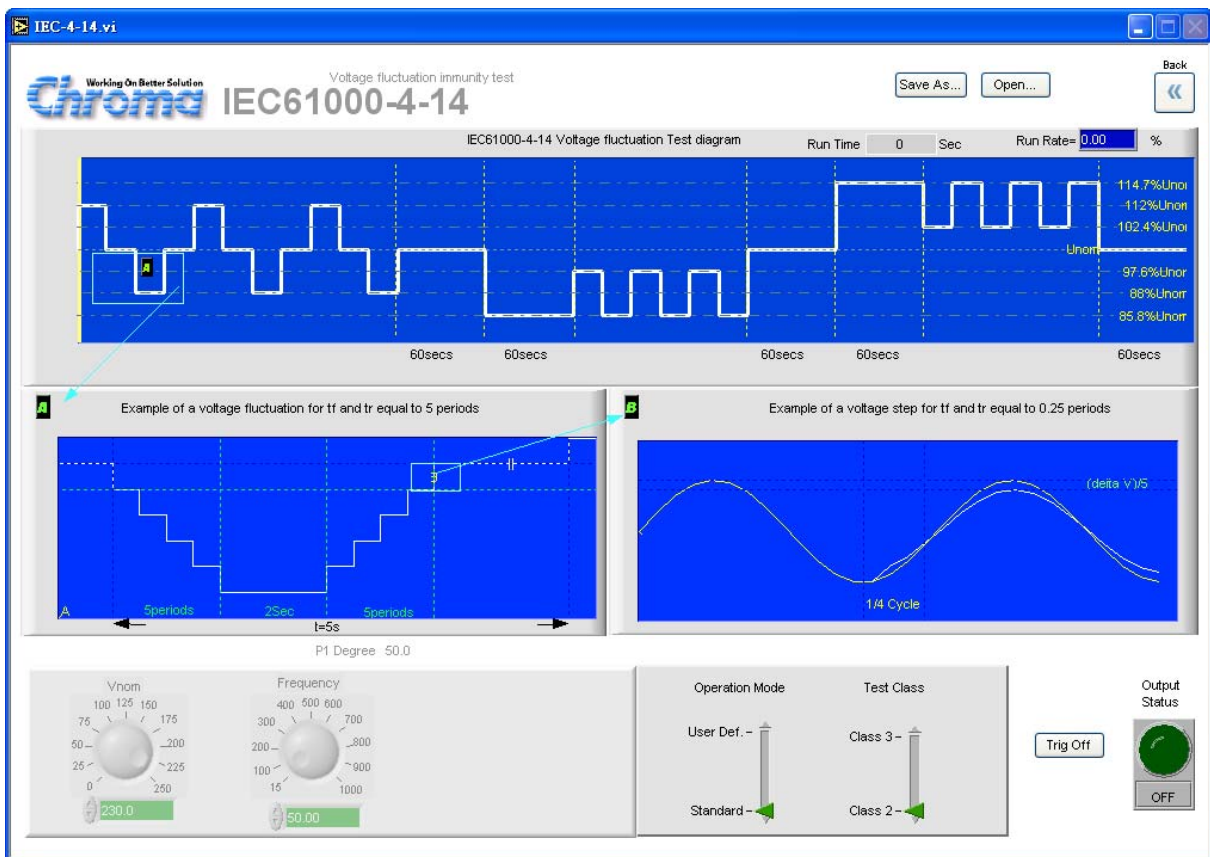 IEC-4-14.vi
Working On Better Solution
Chroma
Voltage fluctuation immunity test
IEC61000-4-14
Save As...
Open...
Back
IEC61000-4-14 Voltage fluctuation Test diagram
Run Time 0 Sec
Run Rate= 0.00 %
114.7%Unor
112%Unon
102.4%Unoi
Unom
97.6%Unor
88%Unorr
85.8%Unorr
A
60secs 60secs 60secs 60secs 60secs
A Example of a voltage fluctuation for tf and tr equal to 5 periods
A 5periods 2Sec 5periods
t=5s
B Example of a voltage step for tf and tr equal to 0.25 periods
(delta V)/5
1/4 Cycle
P1 Degree 50.0
Vnom
0 25 50 75 100 125 150 175 200 225 250
230.0
Frequency
15 100 200 300 400 500 600 700 800 900 1000
50.00
Operation Mode
User Def.
Standard
Test Class
Class 3
Class 2
Trig Off
Output
Status
OFF